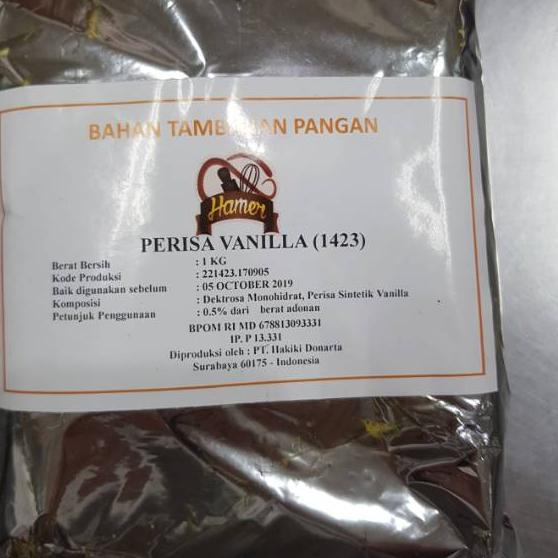 BAHAN TAMBAHAN PANGAN
Hamer
PERISA VANILLA (1423)
Berat Bersih : 1 KG
Kode Produksi : 221423.170905
Baik digunakan sebelum : 05 OCTOBER 2019
Komposisi : Dektrosa Monohidrat, Perisa Sintetik Vanilla
Petunjuk Penggunaan : 0.5% dari berat adonan
BPOM RI MD 678813093331
IP. P 13.331
Diproduksi oleh : PT. Hakiki Donarta
Surabaya 60175 - Indonesia